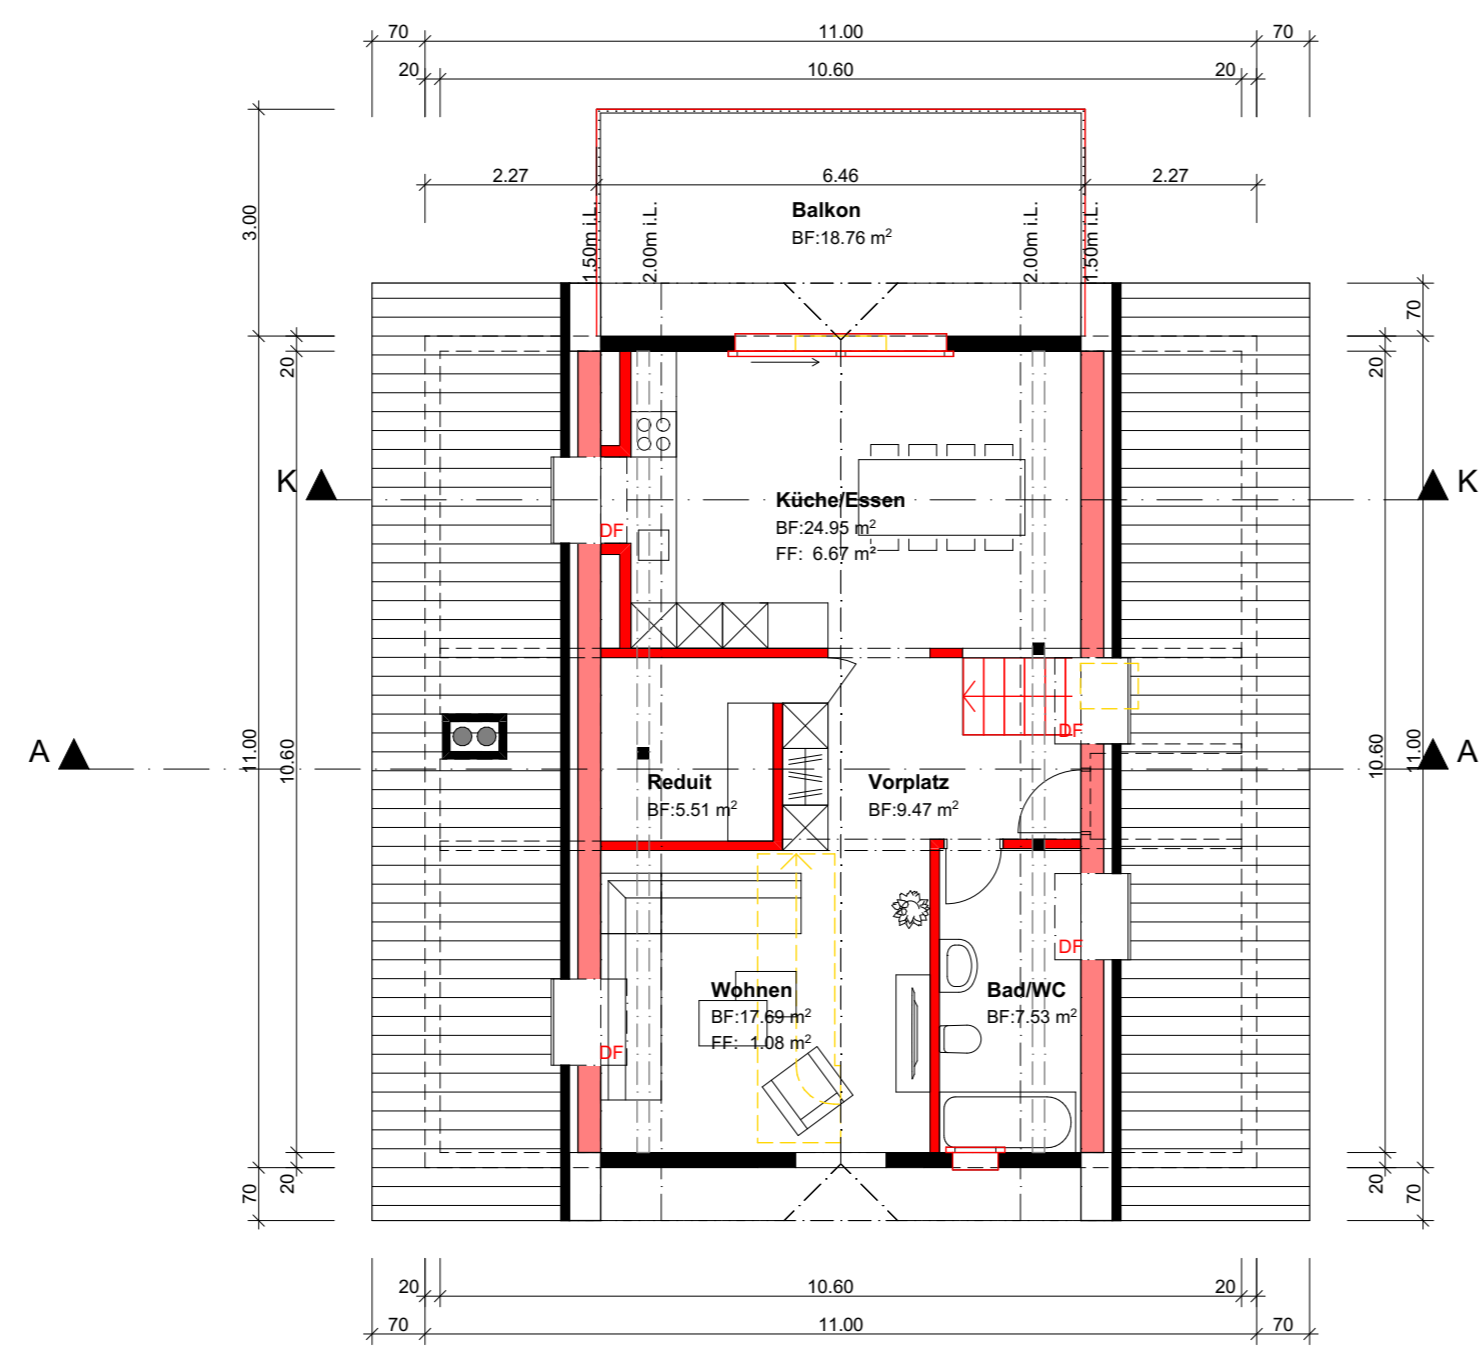 70 11.00 70
20 10.60 20
2.27 6.46 2.27
3.00
1.50m i.L.
2.00m i.L.
Balkon
BF:18.76 m²
2.00m i.L.
1.50m i.L.
70
20
20
K
Küche/Essen
BF:24.95 m²
FF: 6.67 m²
K
DF
DF
A
11.00
10.60
Reduit
BF:5.51 m²
Vorplatz
BF:9.47 m²
10.60
11.00
A
DF
Wohnen
BF:17.69 m²
FF: 1.08 m²
Bad/WC
BF:7.53 m²
DF
70
20
20
70
20 10.60 20
70 11.00 70